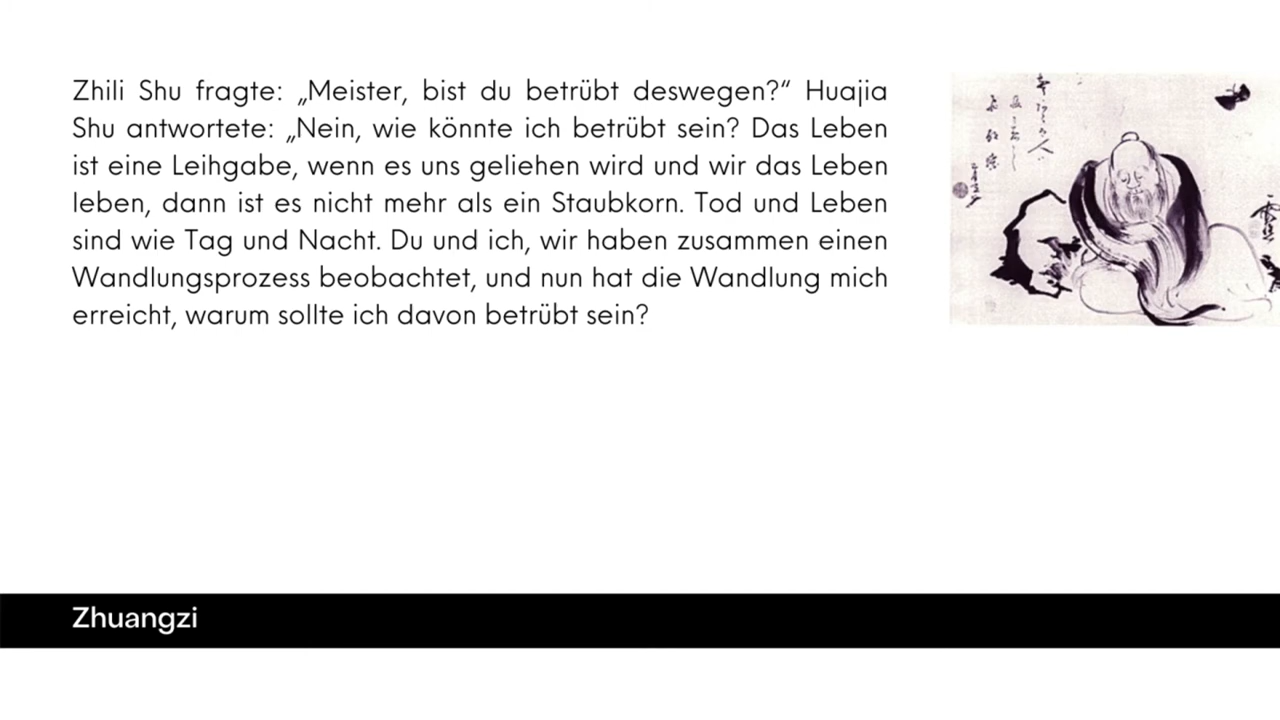 Zhili Shu fragte: „Meister, bist du betrübt deswegen?“ Huajia
Shu antwortete: „Nein, wie könnte ich betrübt sein? Das Leben
ist eine Leihgabe, wenn es uns geliehen wird und wir das Leben
leben, dann ist es nicht mehr als ein Staubkorn. Tod und Leben
sind wie Tag und Nacht. Du und ich, wir haben zusammen einen
Wandlungsprozess beobachtet, und nun hat die Wandlung mich
erreicht, warum sollte ich davon betrübt sein?
Zhuangzi